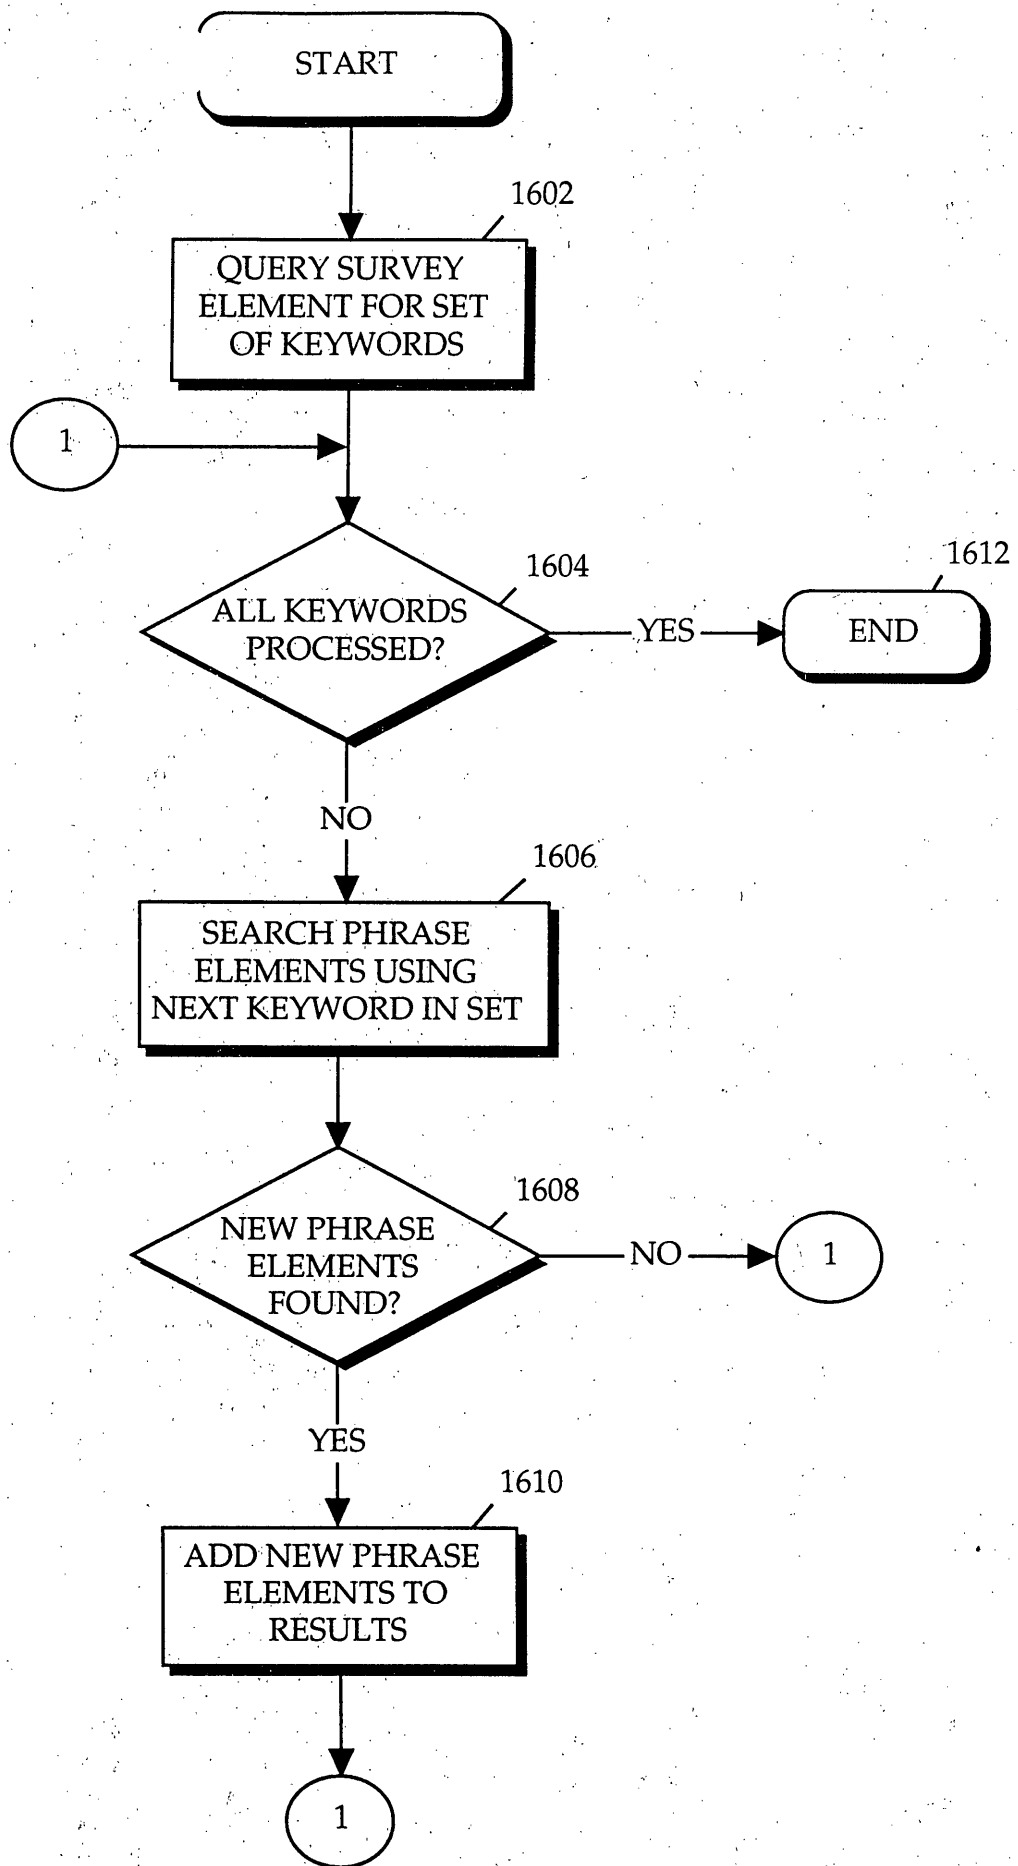 START
1602
QUERY SURVEY
ELEMENT FOR SET
OF KEYWORDS
1
1604
ALL KEYWORDS
PROCESSED?
YES
1612
END
NO
1606
SEARCH PHRASE
ELEMENTS USING
NEXT KEYWORD IN SET
1608
NEW PHRASE
ELEMENTS
FOUND?
NO
1
YES
1610
ADD NEW PHRASE
ELEMENTS TO
RESULTS
1